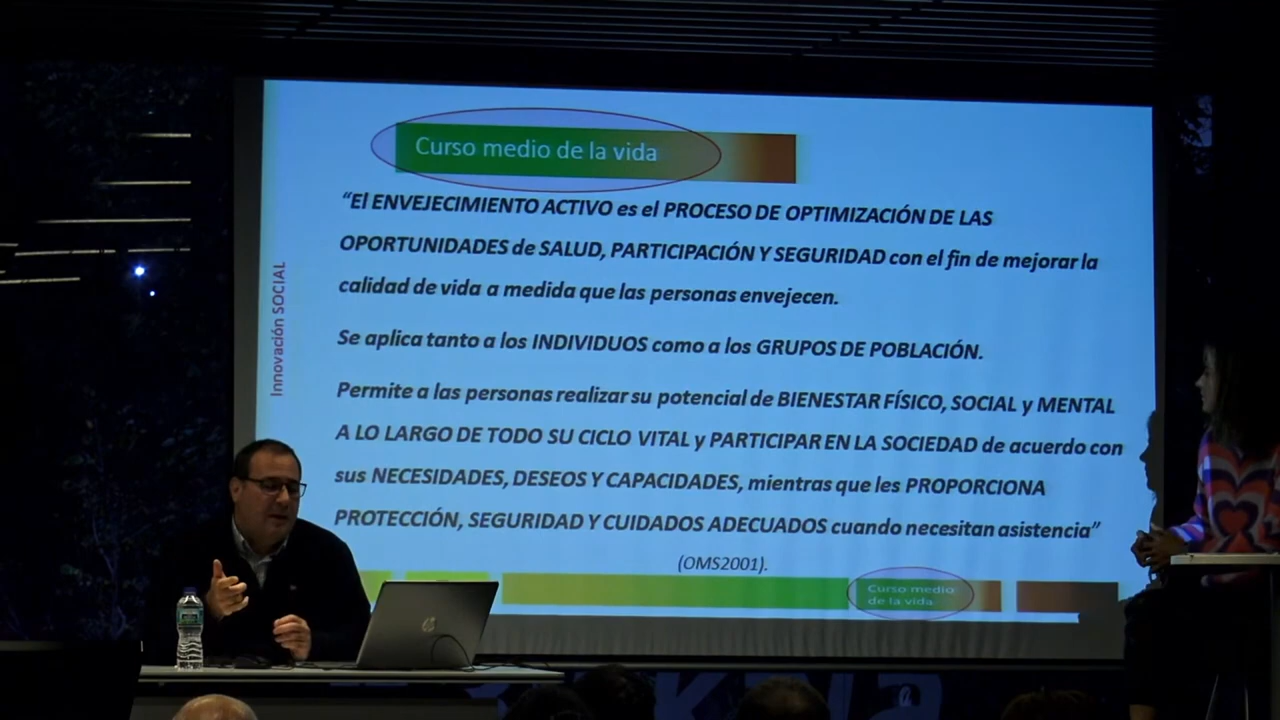 Curso medio de la vida
“El ENVEJECIMIENTO ACTIVO es el PROCESO DE OPTIMIZACIÓN DE LAS
OPORTUNIDADES de SALUD, PARTICIPACIÓN Y SEGURIDAD con el fin de mejorar la
calidad de vida a medida que las personas envejecen.
Se aplica tanto a los INDIVIDUOS como a los GRUPOS DE POBLACIÓN.
Permite a las personas realizar su potencial de BIENESTAR FÍSICO, SOCIAL y MENTAL
A LO LARGO DE TODO SU CICLO VITAL y PARTICIPAR EN LA SOCIEDAD de acuerdo con
sus NECESIDADES, DESEOS Y CAPACIDADES, mientras que les PROPORCIONA
PROTECCIÓN, SEGURIDAD Y CUIDADOS ADECUADOS cuando necesitan asistencia”
(OMS2001).
Curso medio
de la vida
Innovación SOCIAL
hp